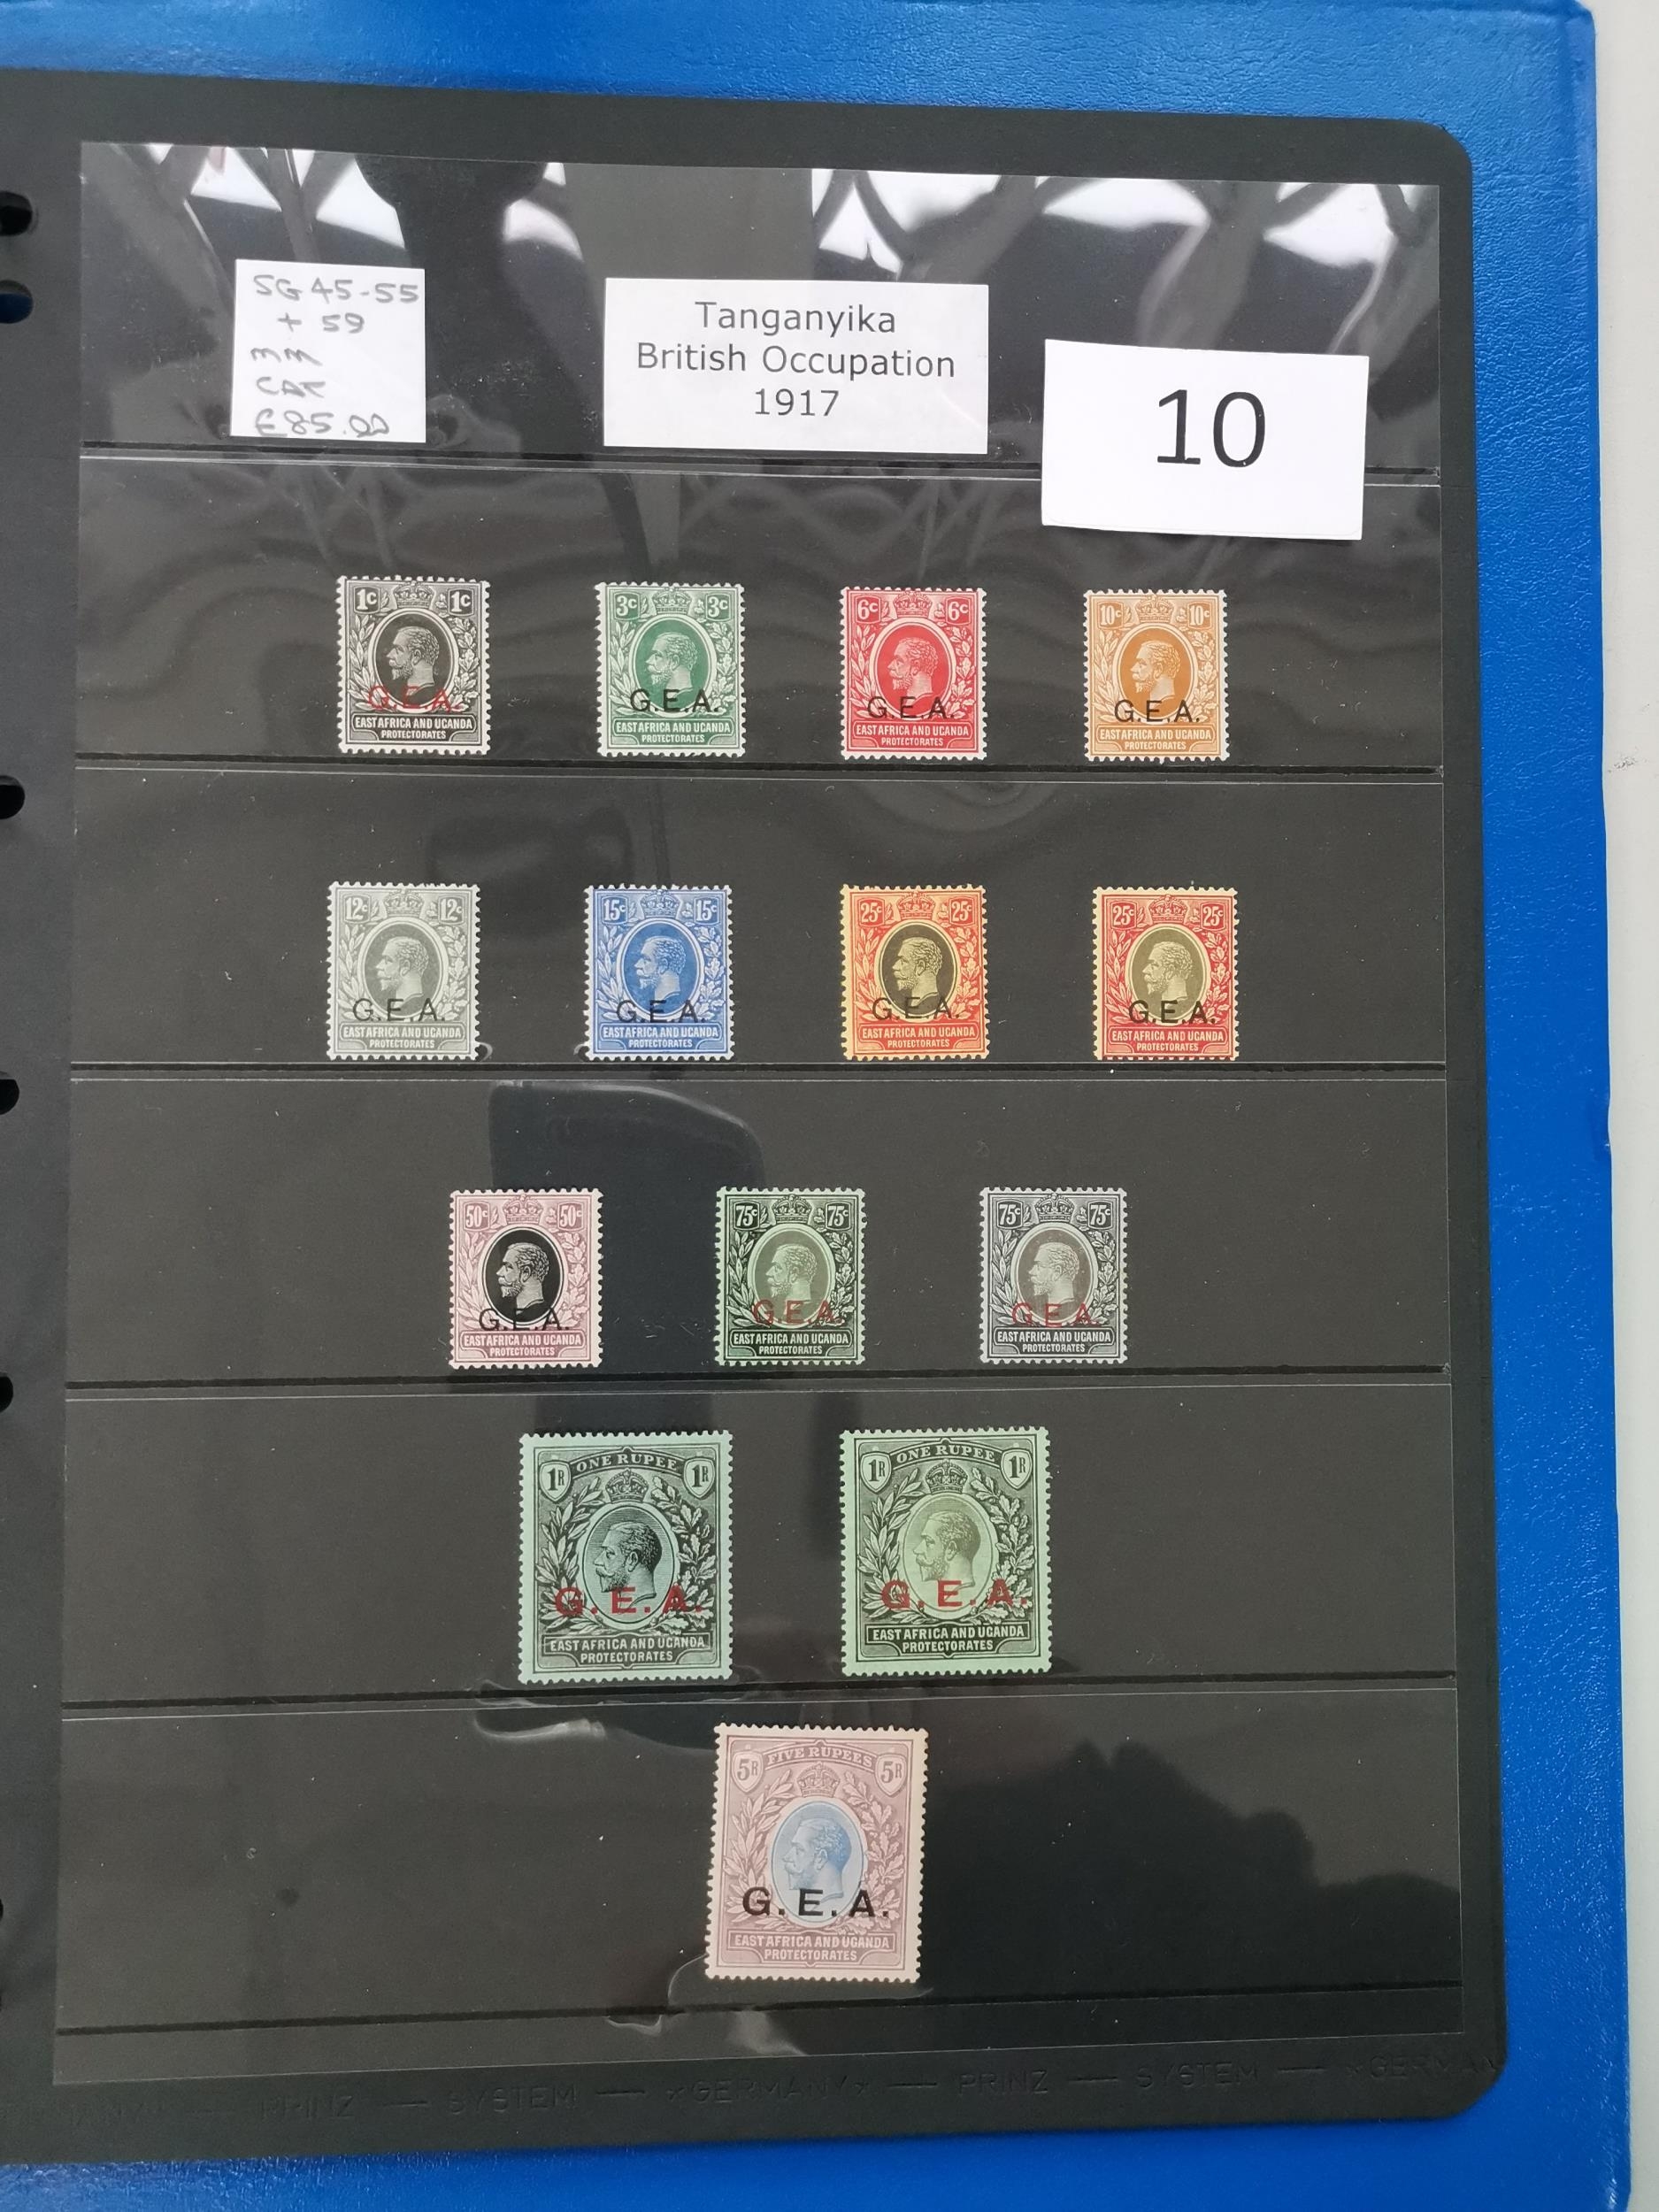 SG 45-55
+ 59
MM
CAT
£85.00
Tanganyika
British Occupation
1917
10
1c 1c
G.E.A.
EAST AFRICA AND UGANDA
PROTECTORATES
3c 3c
G.E.A.
EAST AFRICA AND UGANDA
PROTECTORATES
6c 6c
G.E.A.
EAST AFRICA AND UGANDA
PROTECTORATES
10c 10c
G.E.A.
EAST AFRICA AND UGANDA
PROTECTORATES
12c 12c
G.E.A.
EAST AFRICA AND UGANDA
PROTECTORATES
15c 15c
G.E.A.
EAST AFRICA AND UGANDA
PROTECTORATES
25c 25c
G.E.A.
EAST AFRICA AND UGANDA
PROTECTORATES
25c 25c
G.E.A.
EAST AFRICA AND UGANDA
PROTECTORATES
50c 50c
G.E.A.
EAST AFRICA AND UGANDA
PROTECTORATES
75c 75c
G.E.A.
EAST AFRICA AND UGANDA
PROTECTORATES
75c 75c
G.E.A.
EAST AFRICA AND UGANDA
PROTECTORATES
1R ONE RUPEE 1R
G.E.A.
EAST AFRICA AND UGANDA
PROTECTORATES
1R ONE RUPEE 1R
G.E.A.
EAST AFRICA AND UGANDA
PROTECTORATES
5R FIVE RUPEES 5R
G.E.A.
EAST AFRICA AND UGANDA
PROTECTORATES
PRINZ — SYSTEM — *GERMANY* — PRINZ — SYSTEM — *GERMAN